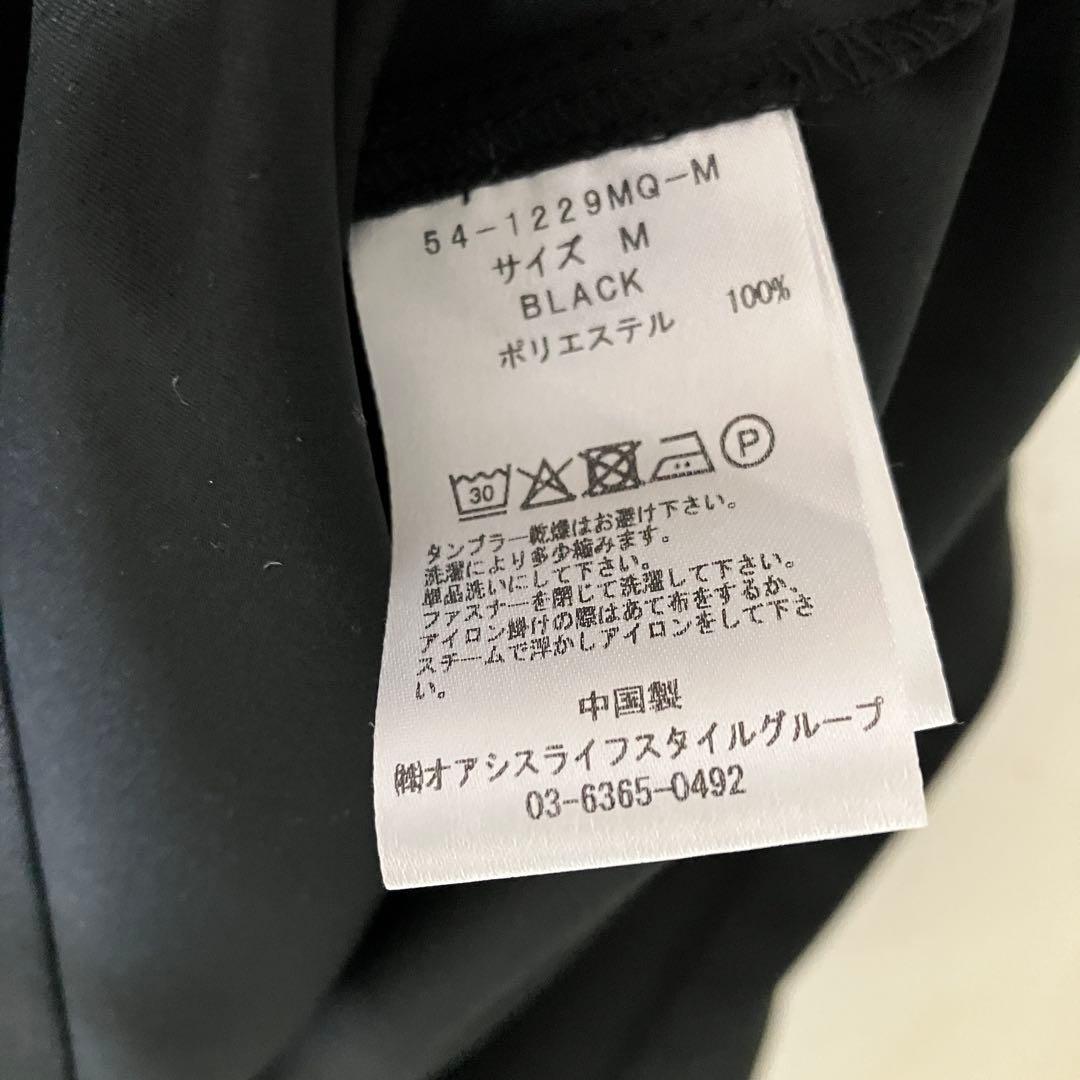 54-1229MQ-M
サイズ M
BLACK
ポリエステル 100%
30 P
タンブラー乾燥はお避け下さい。
洗濯により多少縮みます。
単品洗いにして下さい。
ファスナーを閉じて洗濯して下さい。
アイロン掛けの際はあて布をするか、
スチームで浮かしアイロンをして下さ
い。
中国製
㈱オアシスライフスタイルグループ
03-6365-0492